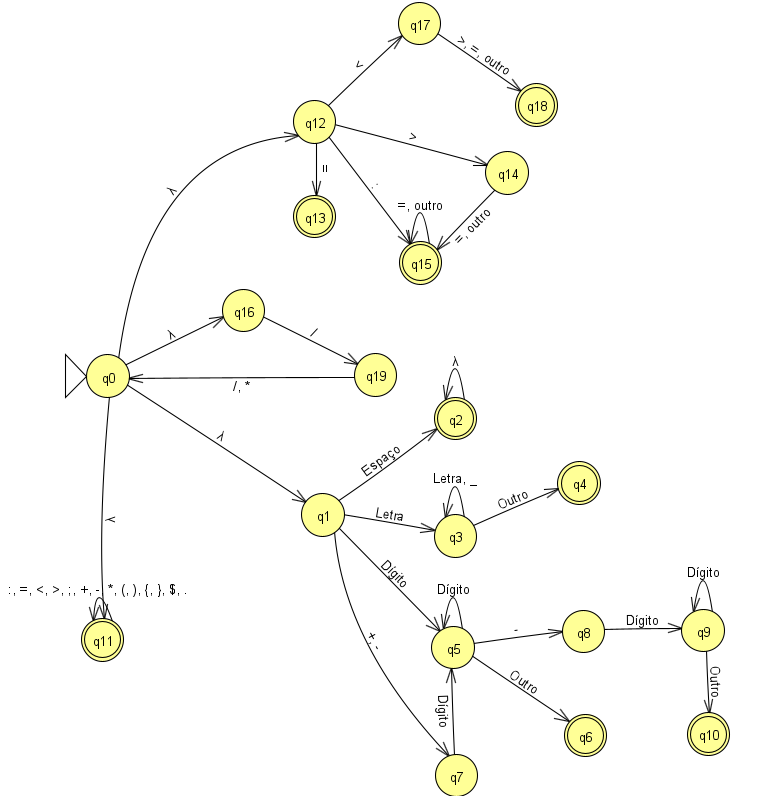 q17
>, =, outro
<
q18
q12
>
λ
=
:
q14
=, outro
q13
=, outro
q15
q16
λ
/
q0
q19
/, *
λ
λ
q2
Espaço
Letra, _
q4
Outro
q1
Letra
q3
λ
Dígito
Dígito
Dígito
:, =, <, >, ;, +, -, *, (, ), {, }, $, .
-
q8
Dígito
q9
q11
+, -
q5
Outro
Outro
Dígito
q6
q10
q7